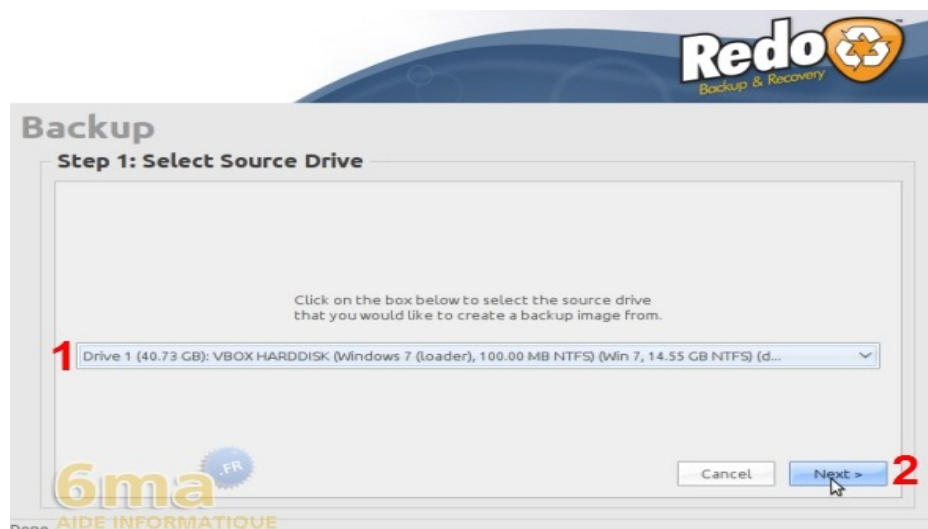 Redo
Backup & Recovery
Backup
Step 1: Select Source Drive
Click on the box below to select the source drive
that you would like to create a backup image from.
1
Drive 1 (40.73 GB): VBOX HARDDISK (Windows 7 (loader), 100.00 MB NTFS) (Win 7, 14.55 GB NTFS) (d...
6ma .FR
Cancel
Next >
2
AIDE INFORMATIQUE